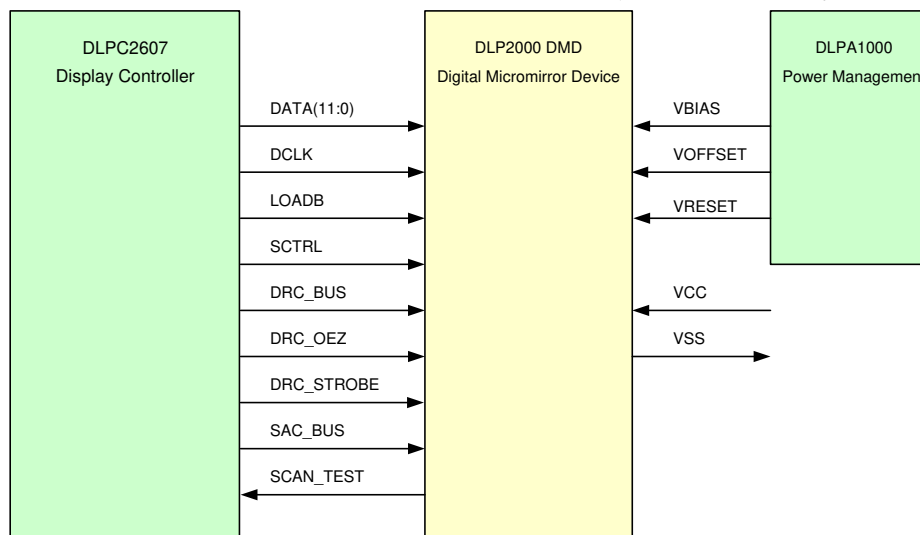 DLPC2607
Display Controller
DLP2000 DMD
Digital Micromirror Device
DLPA1000
Power Managemen
DATA(11:0)
DCLK
LOADB
SCTRL
DRC_BUS
DRC_OEZ
DRC_STROBE
SAC_BUS
SCAN_TEST
VBIAS
VOFFSET
VRESET
VCC
VSS